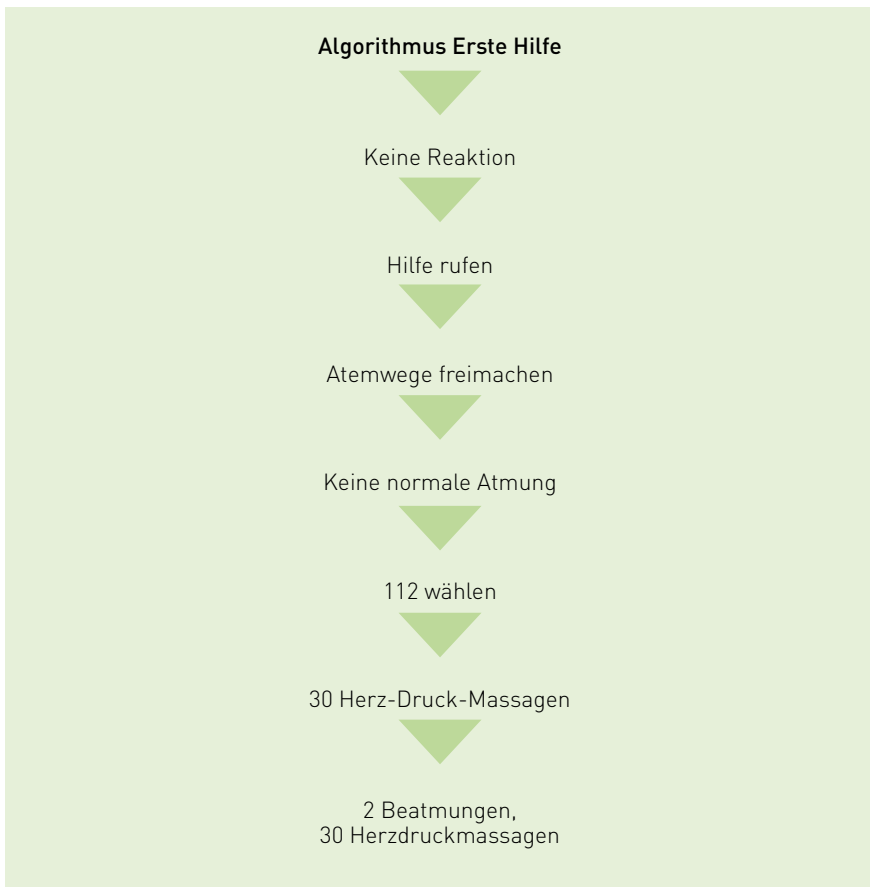 Algorithmus Erste Hilfe
Keine Reaktion
Hilfe rufen
Atemwege freimachen
Keine normale Atmung
112 wählen
30 Herz-Druck-Massagen
2 Beatmungen,
30 Herzdruckmassagen